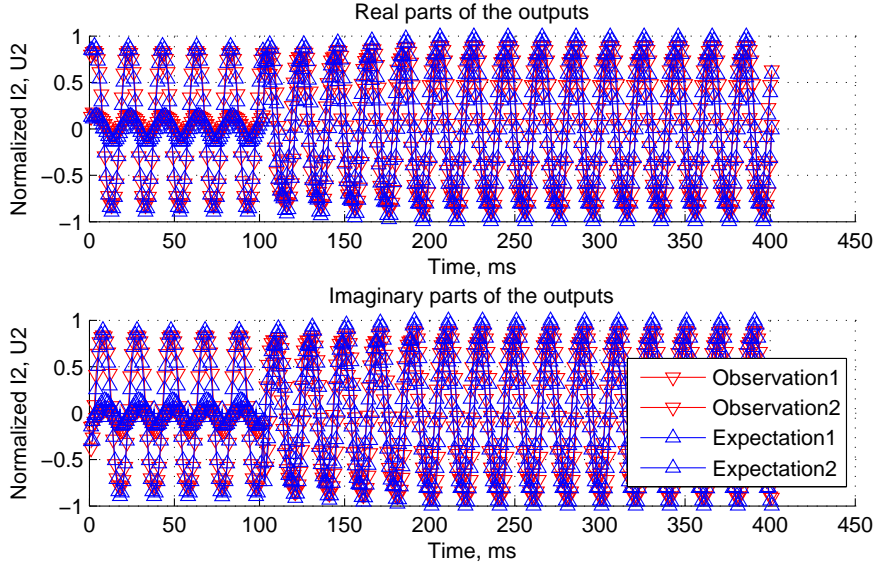 Real parts of the outputs
Normalized I2, U2
1
0.5
0
−0.5
−1
0 50 100 150 200 250 300 350 400 450
Time, ms
Imaginary parts of the outputs
Normalized I2, U2
1
0.5
0
−0.5
−1
Observation1
Observation2
Expectation1
Expectation2
0 50 100 150 200 250 300 350 400 450
Time, ms